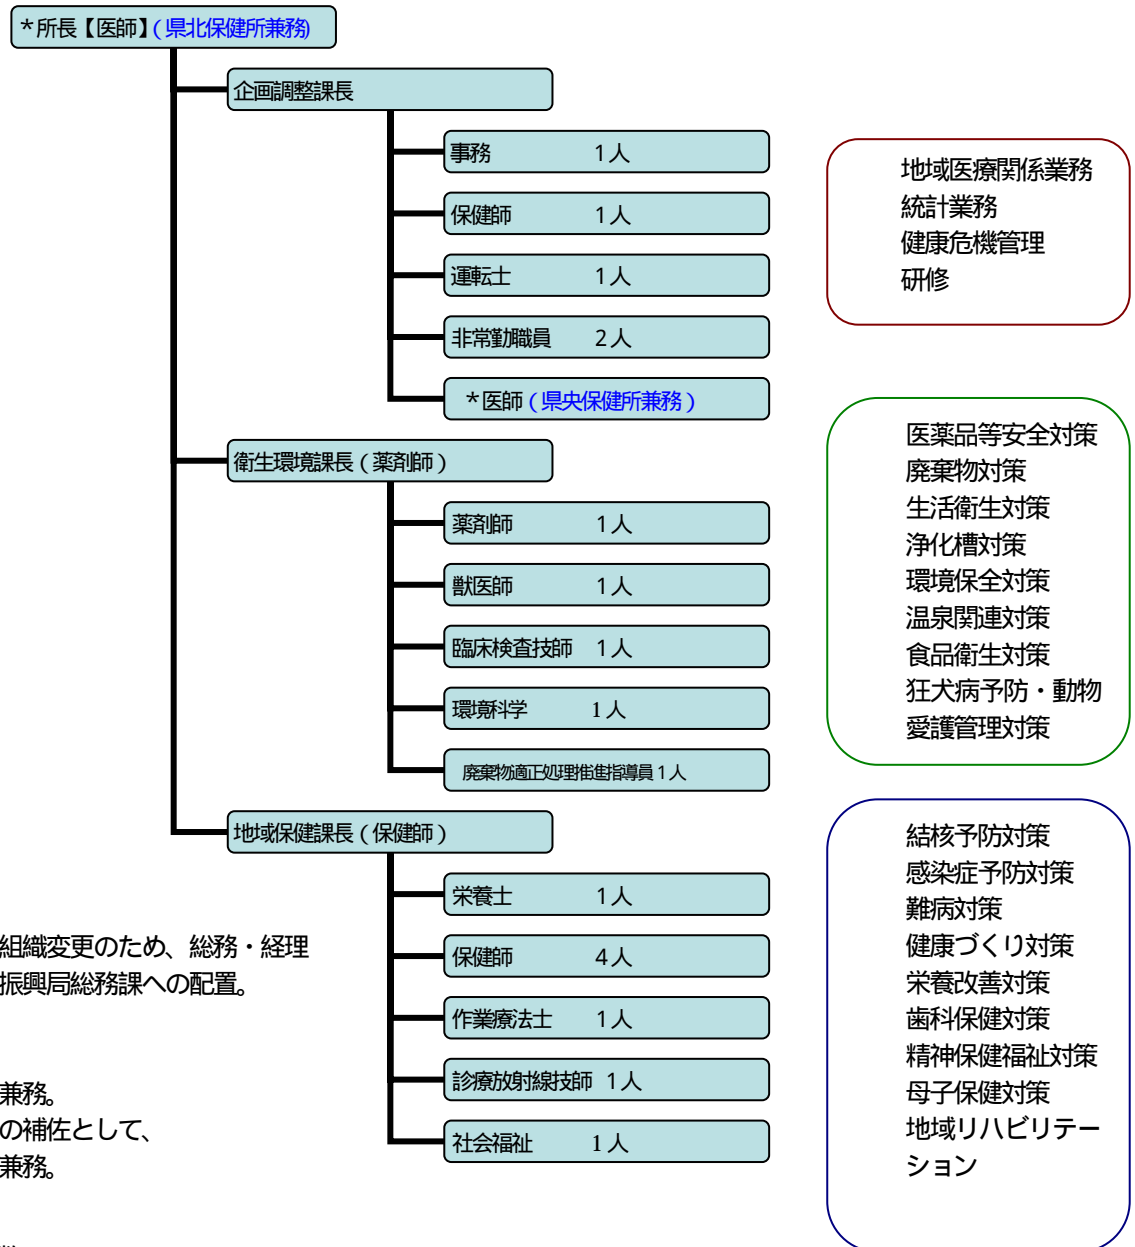 *所長【医師】(県北保健所兼務)
企画調整課長
事務 1人
保健師 1人
運転士 1人
非常勤職員 2人
*医師(県央保健所兼務)
地域医療関係業務
統計業務
健康危機管理
研修
衛生環境課長(薬剤師)
薬剤師 1人
獣医師 1人
臨床検査技師 1人
環境科学 1人
廃棄物適正処理推進指導員1人
医薬品等安全対策
廃棄物対策
生活衛生対策
浄化槽対策
環境保全対策
温泉関連対策
食品衛生対策
狂犬病予防・動物
愛護管理対策
地域保健課長(保健師)
栄養士 1人
保健師 4人
作業療法士 1人
診療放射線技師 1人
社会福祉 1人
結核予防対策
感染症予防対策
難病対策
健康づくり対策
栄養改善対策
歯科保健対策
精神保健福祉対策
母子保健対策
地域リハビリテー
ション
組織変更のため、総務・経理
振興局総務課への配置。
兼務。
の補佐として、
兼務。